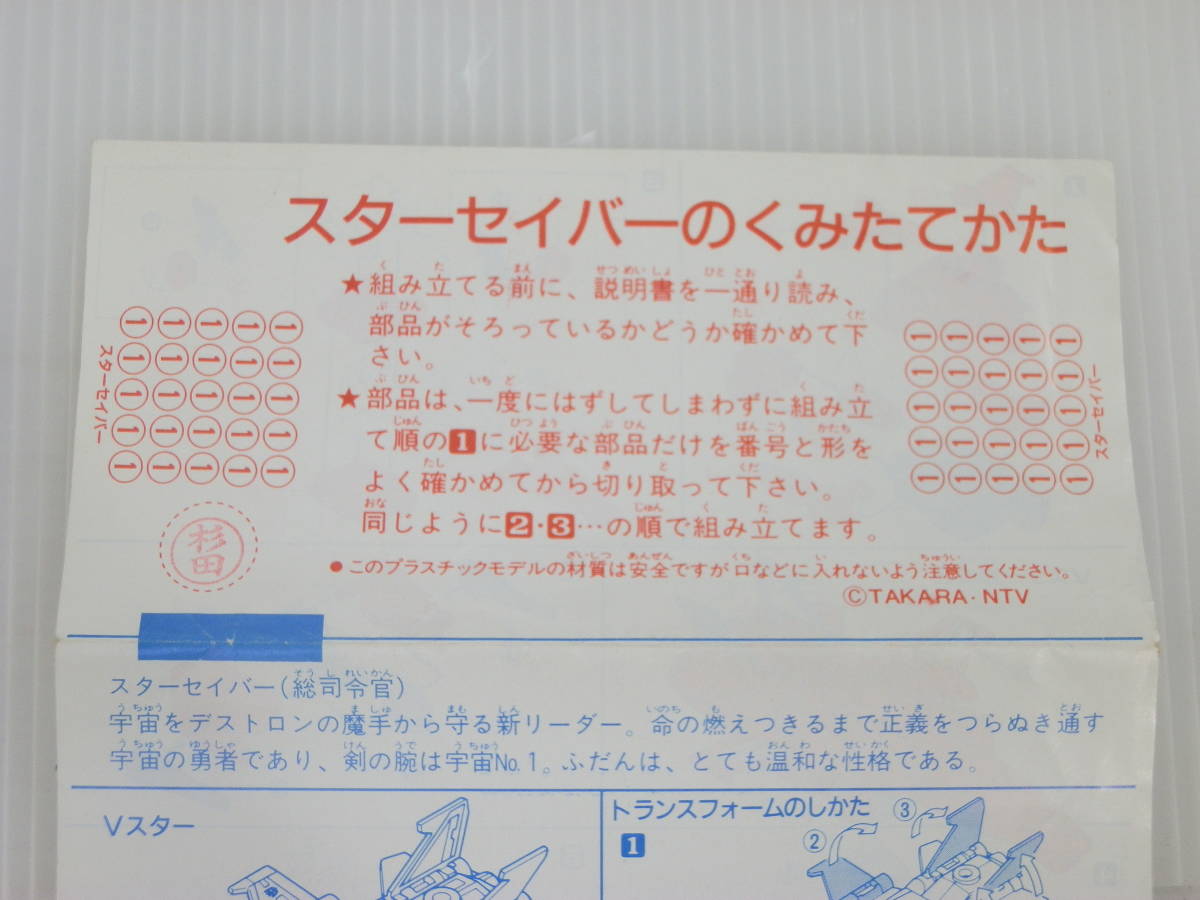 スターセイバーのくみたてかた
★組み立てる前に、説明書を一通り読み、
部品がそろっているかどうか確かめて下
さい。
★部品は、一度にはずしてしまわずに組み立
て順の1に必要な部品だけを番号と形を
よく確かめてから切り取って下さい。
同じように2・3…の順で組み立てます。
●このプラスチックモデルの材質は安全ですが口などに入れないよう注意してください。
©TAKARA・NTV
スターセイバー
① ① ① ① ①
① ① ① ① ①
① ① ① ① ①
① ① ① ① ①
① ① ① ① ①
スターセイバー
① ① ① ① ①
① ① ① ① ①
① ① ① ① ①
① ① ① ① ①
① ① ① ① ①
杉田
スターセイバー(総司令官)
宇宙をデストロンの魔手から守る新リーダー。命の燃えつきるまで正義をつらぬき通す
宇宙の勇者であり、剣の腕は宇宙No.1。ふだんは、とても温和な性格である。
Vスター
トランスフォームのしかた
1
②
③